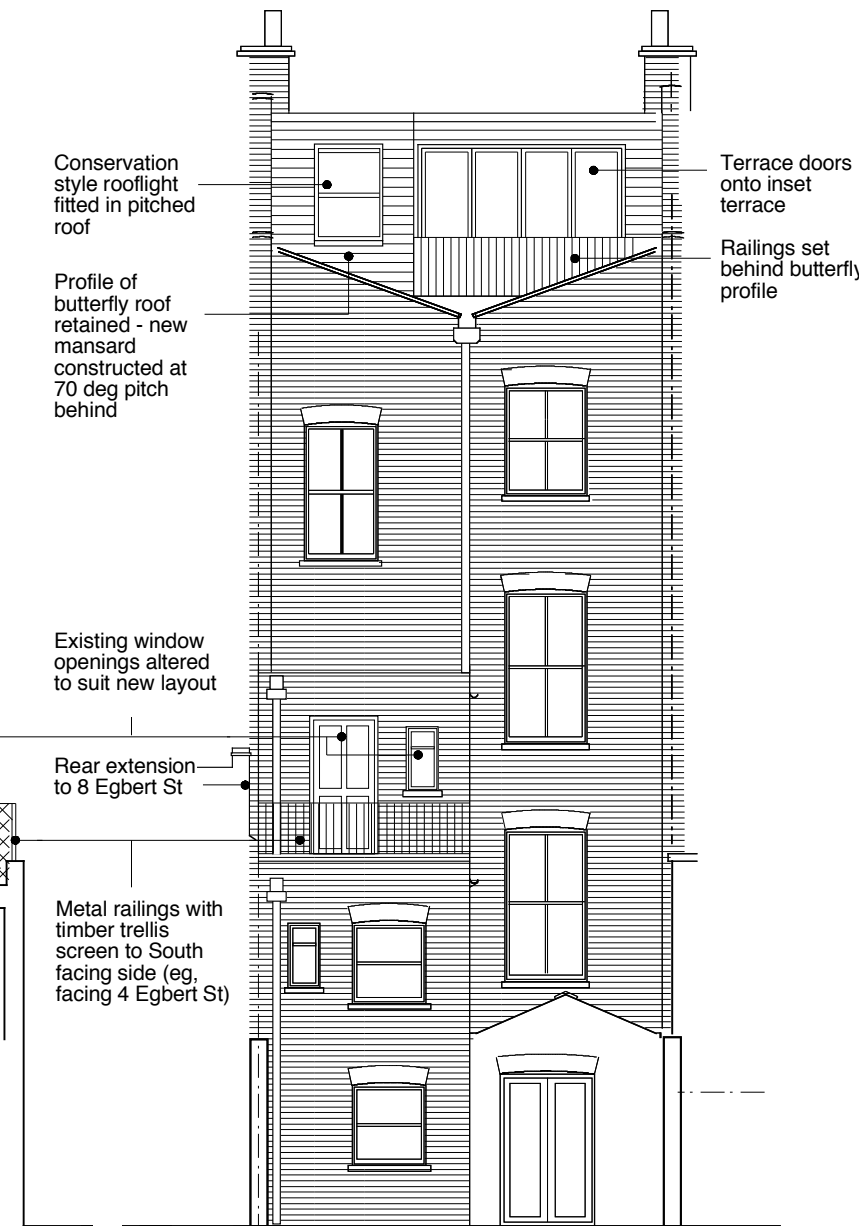 Conservation
style rooflight
fitted in pitched
roof
Profile of
butterfly roof
retained - new
mansard
constructed at
70 deg pitch
behind
Existing window
openings altered
to suit new layout
Rear extension
to 8 Egbert St
Metal railings with
timber trellis
screen to South
facing side (eg,
facing 4 Egbert St)
Terrace doors
onto inset
terrace
Railings set
behind butterfly
profile